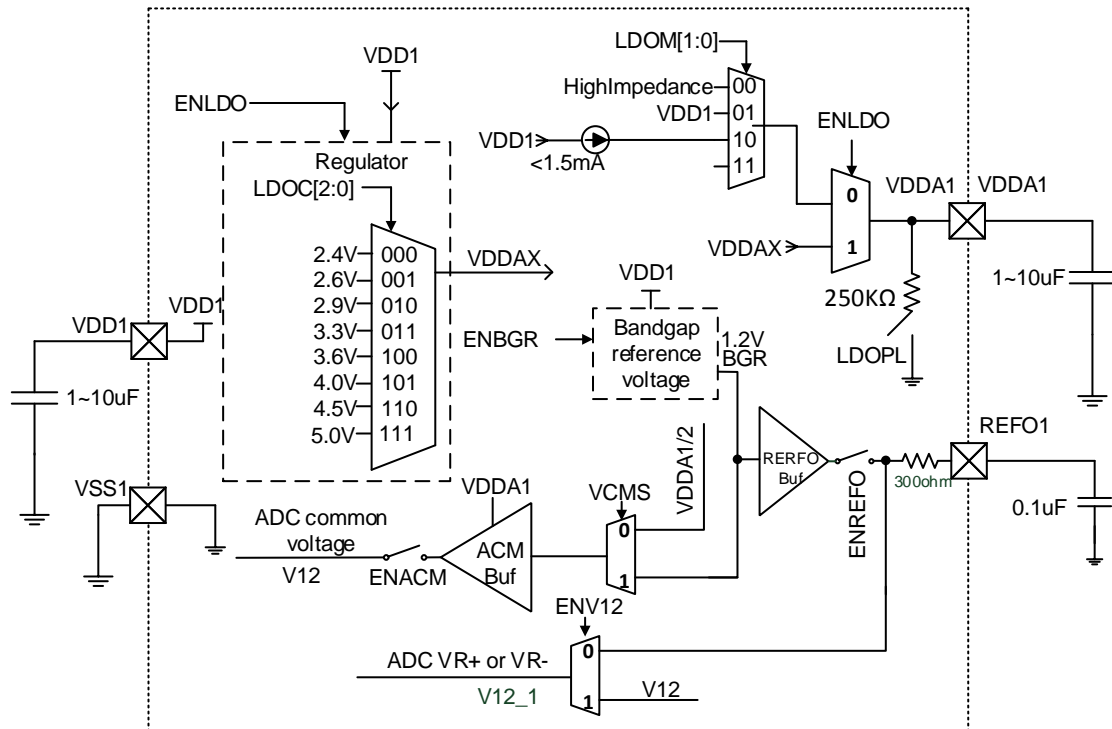 LDOM[1:0]
VDD1
HighImpedance
00
ENLDO
VDD1
01
ENLDO
VDD1
10
<1.5mA
11
Regulator
LDOC[2:0]
0
VDDA1
VDDA1
VDDAX
1
2.4V
000
VDDAX
2.6V
001
VDD1
2.9V
010
250KΩ
1~10uF
VDD1
VDD1
3.3V
011
ENBGR
Bandgap
reference
voltage
1.2V
BGR
3.6V
100
LDOPL
1~10uF
4.0V
101
4.5V
110
5.0V
111
REFO1
VDDA1/2
RERFO
Buf
300ohm
ENREFO
0.1uF
VSS1
VDDA1
VCMS
ADC common
voltage
V12
ENACM
ACM
Buf
0
1
ENV12
0
ADC VR+ or VR-
V12_1
1
V12